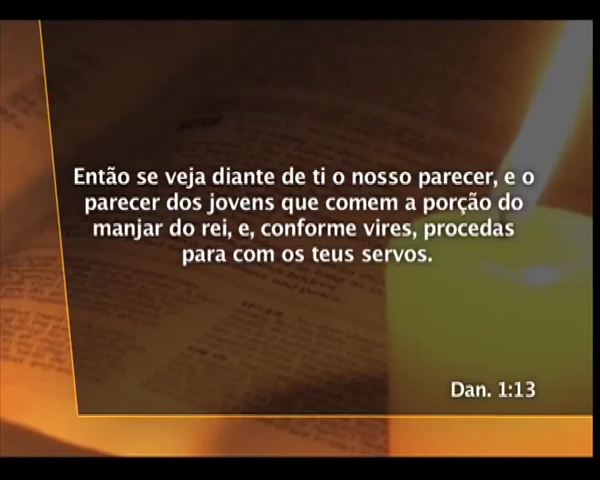 Então se veja diante de ti o nosso parecer, e o
parecer dos jovens que comem a porção do
manjar do rei, e, conforme vires, procedas
para com os teus servos.
Dan. 1:13